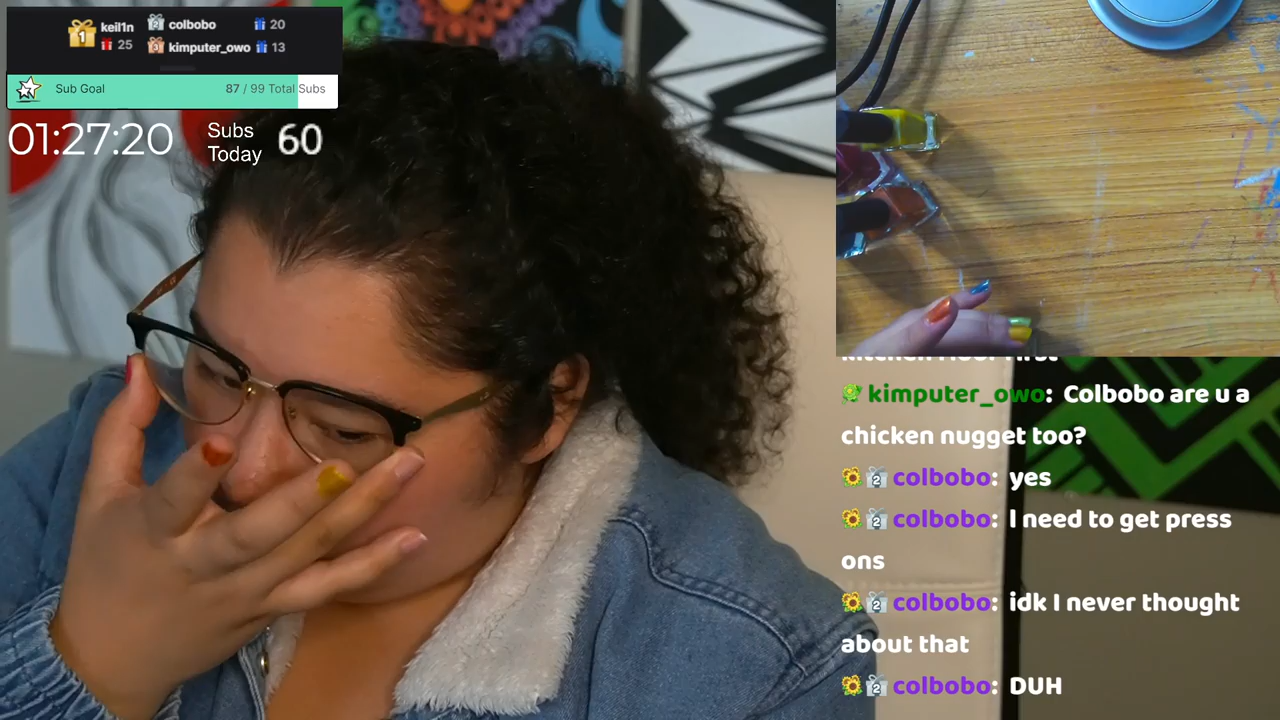 keil1n
25
colbobo
20
kimputer_owo
13
Sub Goal
87 / 99 Total Subs
01:27:20
Subs
Today
60
kimputer_owo: Colbobo are u a
chicken nugget too?
colbobo: yes
colbobo: I need to get press
ons
colbobo: idk I never thought
about that
colbobo: DUH